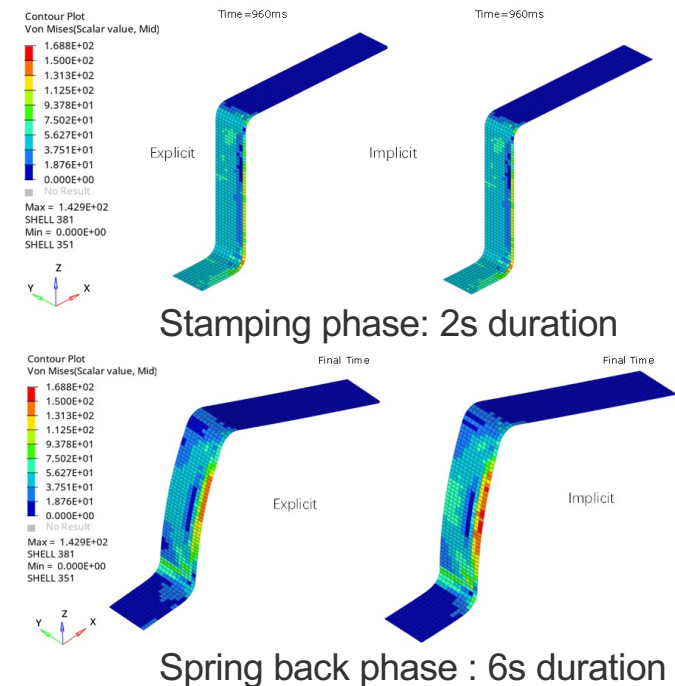 Contour Plot
Von Mises(Scalar value, Mid)
1.688E+02
1.500E+02
1.313E+02
1.125E+02
9.378E+01
7.502E+01
5.627E+01
3.751E+01
1.876E+01
0.000E+00
No Result
Max = 1.429E+02
SHELL 381
Min = 0.000E+00
SHELL 351
Z
Y
X
Time=960ms
Explicit
Time=960ms
Implicit
Stamping phase: 2s duration
Contour Plot
Von Mises(Scalar value, Mid)
1.688E+02
1.500E+02
1.313E+02
1.125E+02
9.378E+01
7.502E+01
5.627E+01
3.751E+01
1.876E+01
0.000E+00
No Result
Max = 1.429E+02
SHELL 381
Min = 0.000E+00
SHELL 351
Z
Y
X
Final Time
Explicit
Final Time
Implicit
Spring back phase : 6s duration